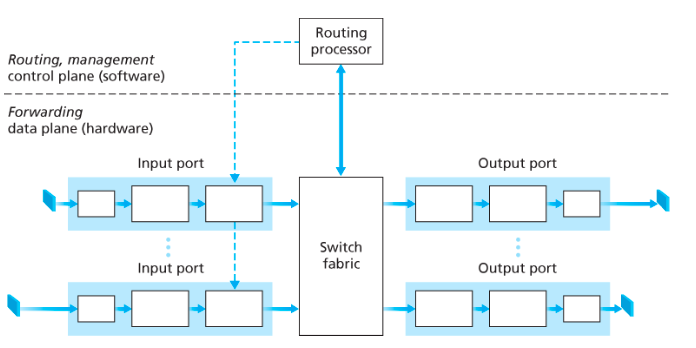 Routing
processor
Routing, management
control plane (software)
Forwarding
data plane (hardware)
Input port
Output port
Switch
fabric
Input port
Output port